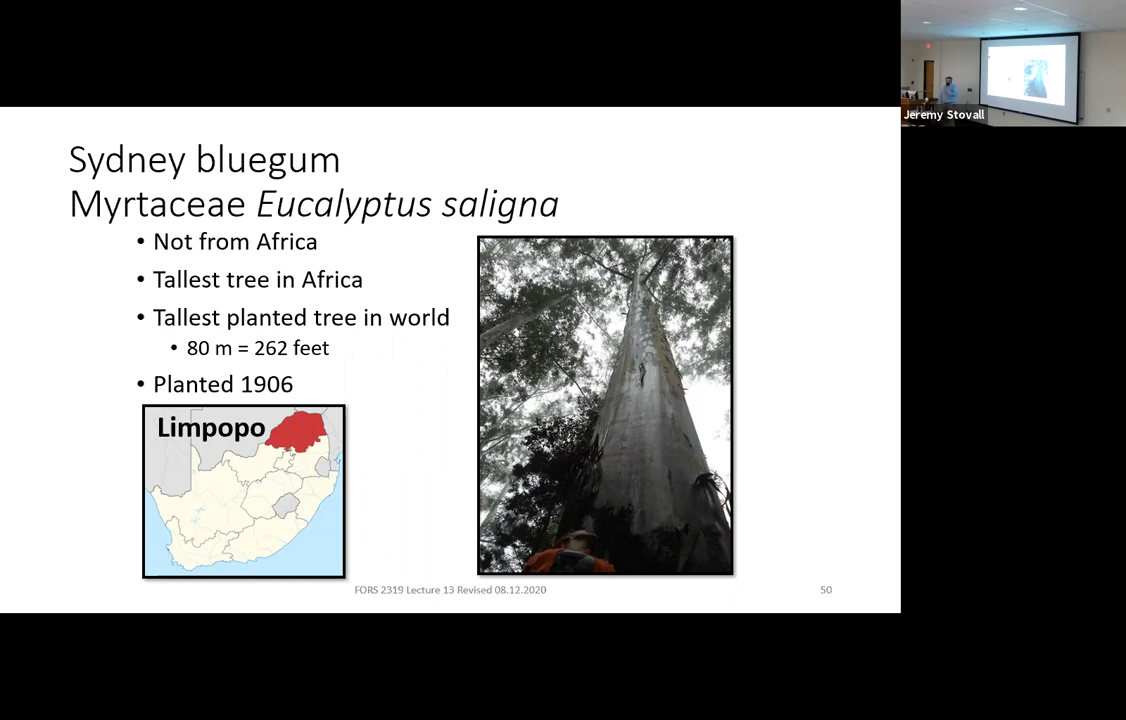 Jeremy Stovall
Sydney bluegum
Myrtaceae Eucalyptus saligna
• Not from Africa
• Tallest tree in Africa
• Tallest planted tree in world
• 80 m = 262 feet
• Planted 1906
Limpopo
FORS 2319 Lecture 13 Revised 08.12.2020
50